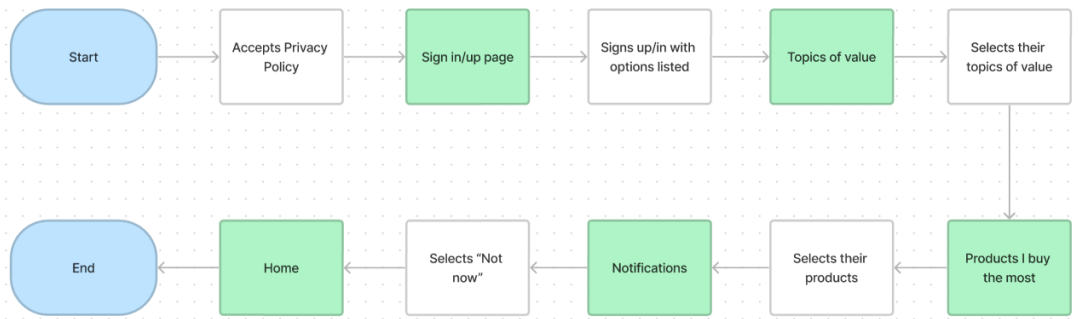 Start
Accepts Privacy
Policy
Sign in/up page
Signs up/in with
options listed
Topics of value
Selects their
topics of value
Products I buy
the most
Selects their
products
Notifications
Selects “Not
now”
Home
End